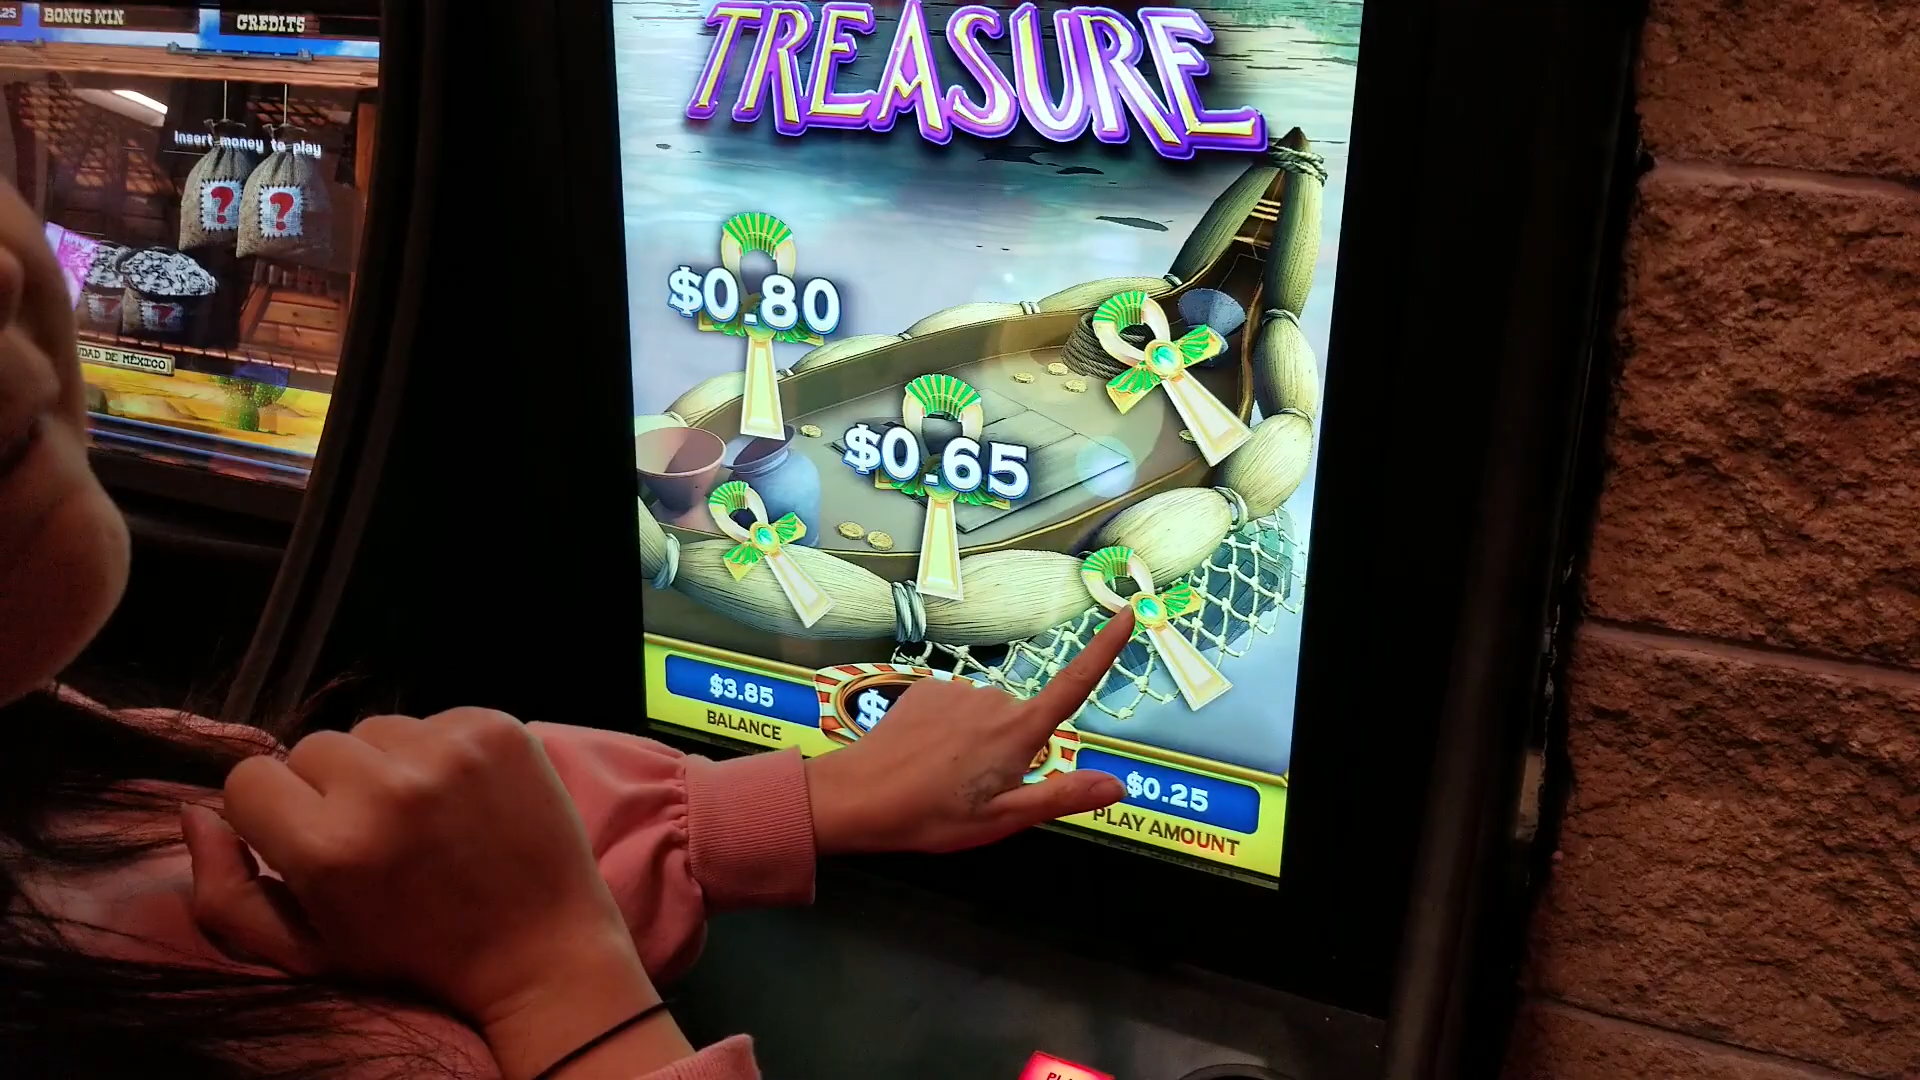 .25
BONUS WIN
CREDITS
Insert money to play
?
?
DAD DE MÉXICO
TREASURE
$0.80
$0.65
$3.85
BALANCE
$
$0.25
PLAY AMOUNT